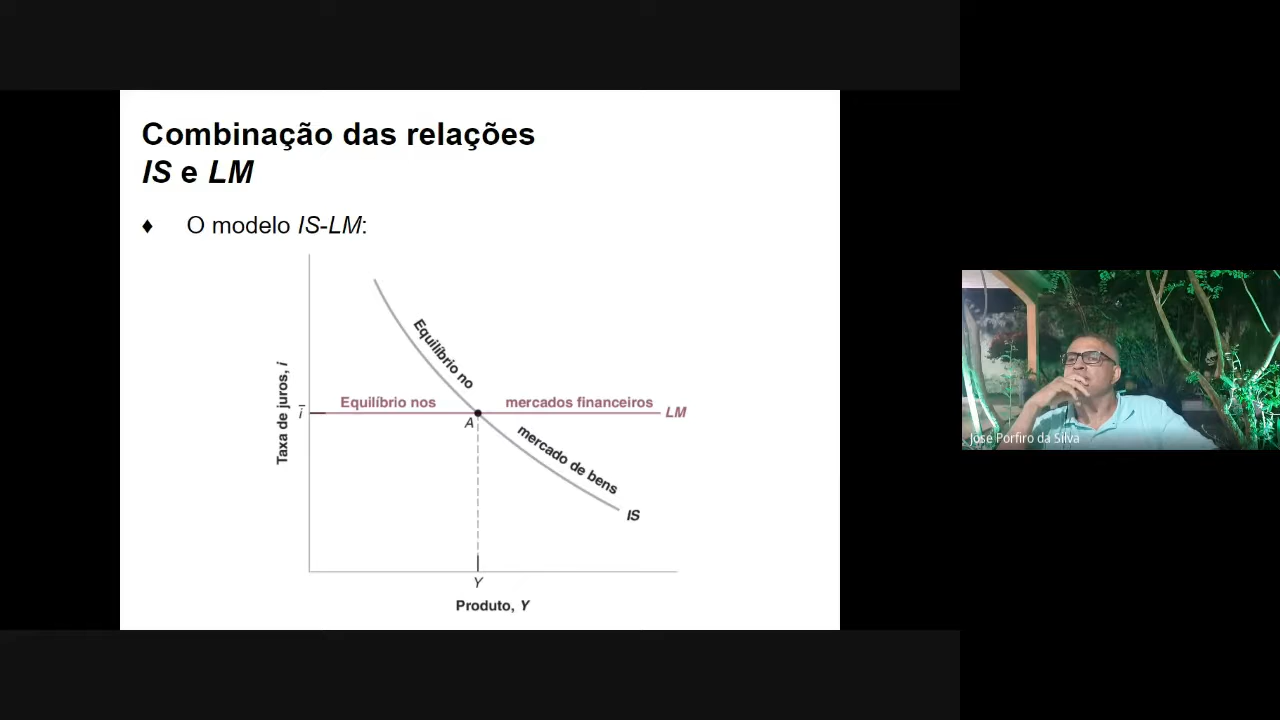 Combinação das relações
IS e LM
♦ O modelo IS-LM:
Equilíbrio no
Taxa de juros, i
i̅
Equilíbrio nos
mercados financeiros
LM
A
mercado de bens
IS
Y
Produto, Y
José Porfiro da Silva